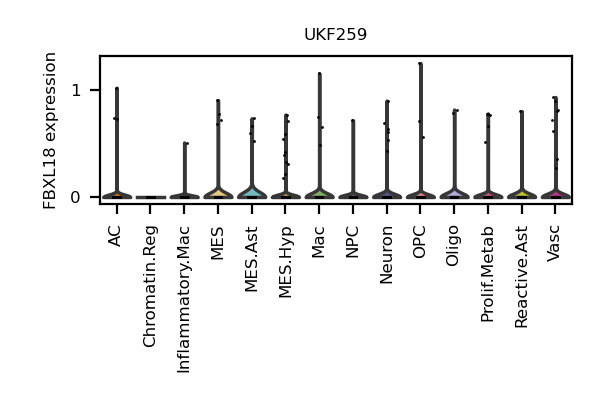 UKF259
FBXL18 expression
1
0
AC
Chromatin.Reg
Inflammatory.Mac
MES
MES.Ast
MES.Hyp
Mac
NPC
Neuron
OPC
Oligo
Prolif.Metab
Reactive.Ast
Vasc